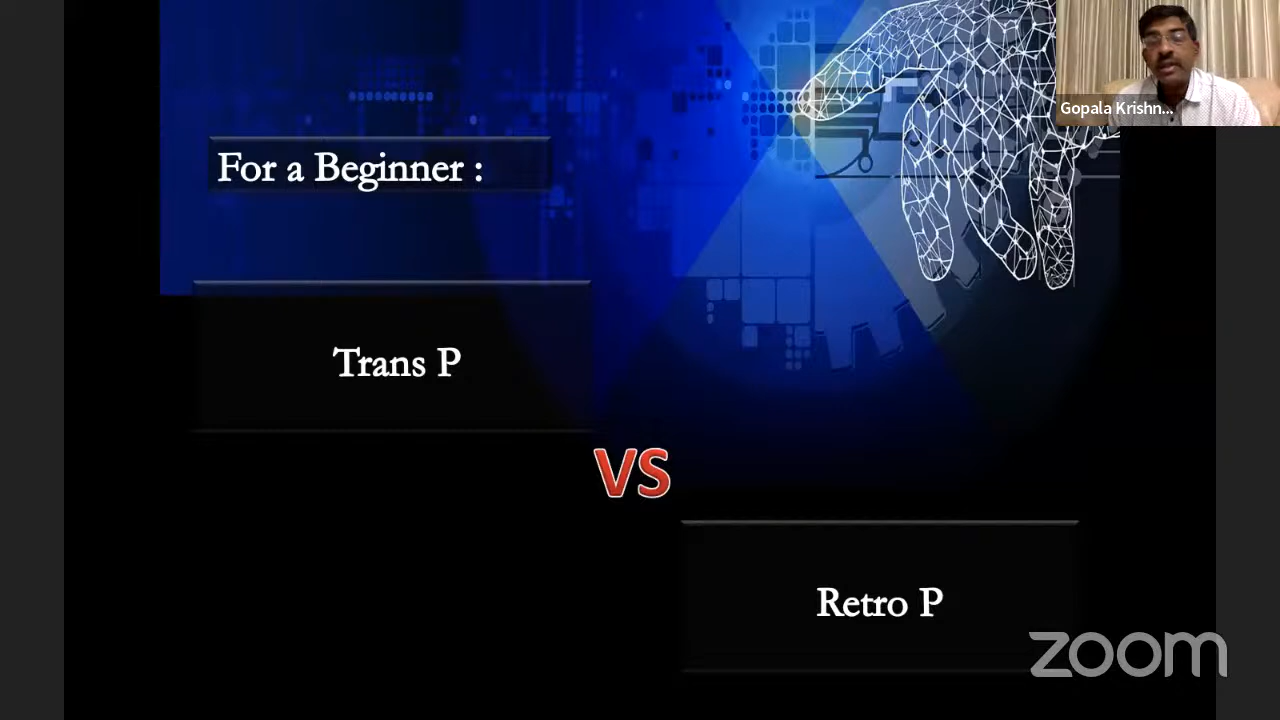 Gopala Krishn...
For a Beginner :
Trans P
VS
Retro P
zoom